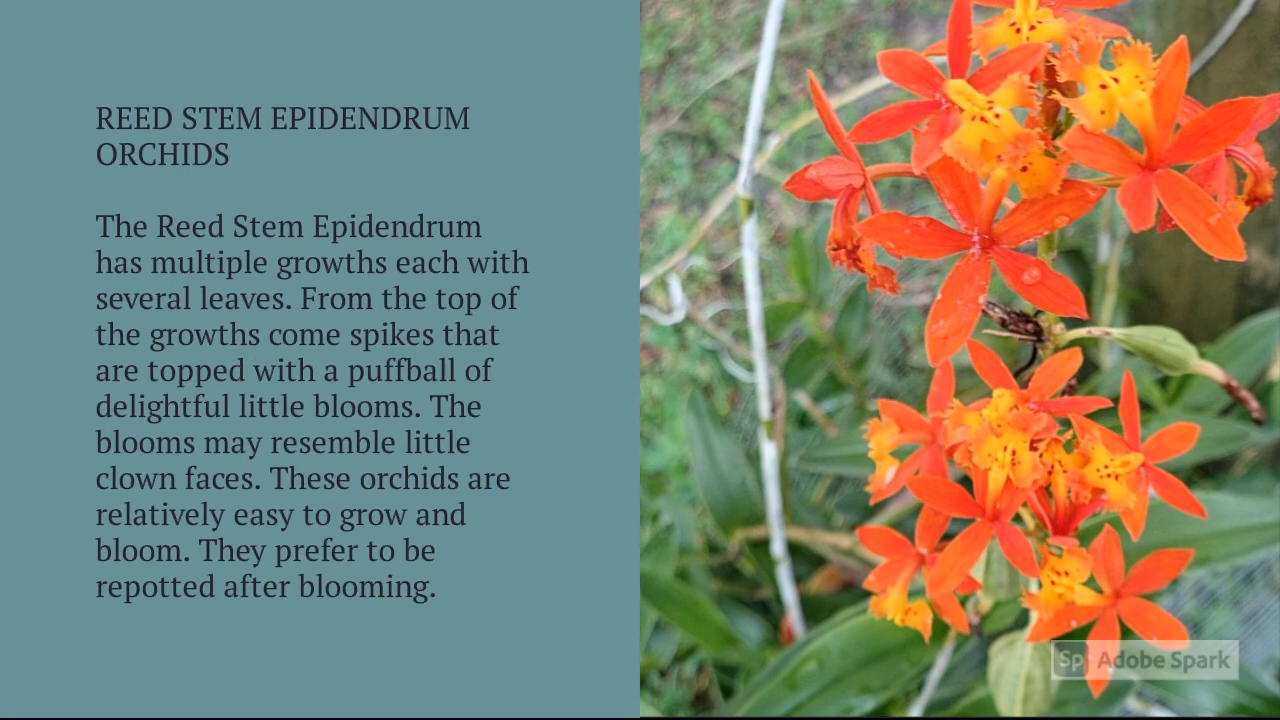 REED STEM EPIDENDRUM
ORCHIDS
The Reed Stem Epidendrum
has multiple growths each with
several leaves. From the top of
the growths come spikes that
are topped with a puffball of
delightful little blooms. The
blooms may resemble little
clown faces. These orchids are
relatively easy to grow and
bloom. They prefer to be
repotted after blooming.
Sp Adobe Spark